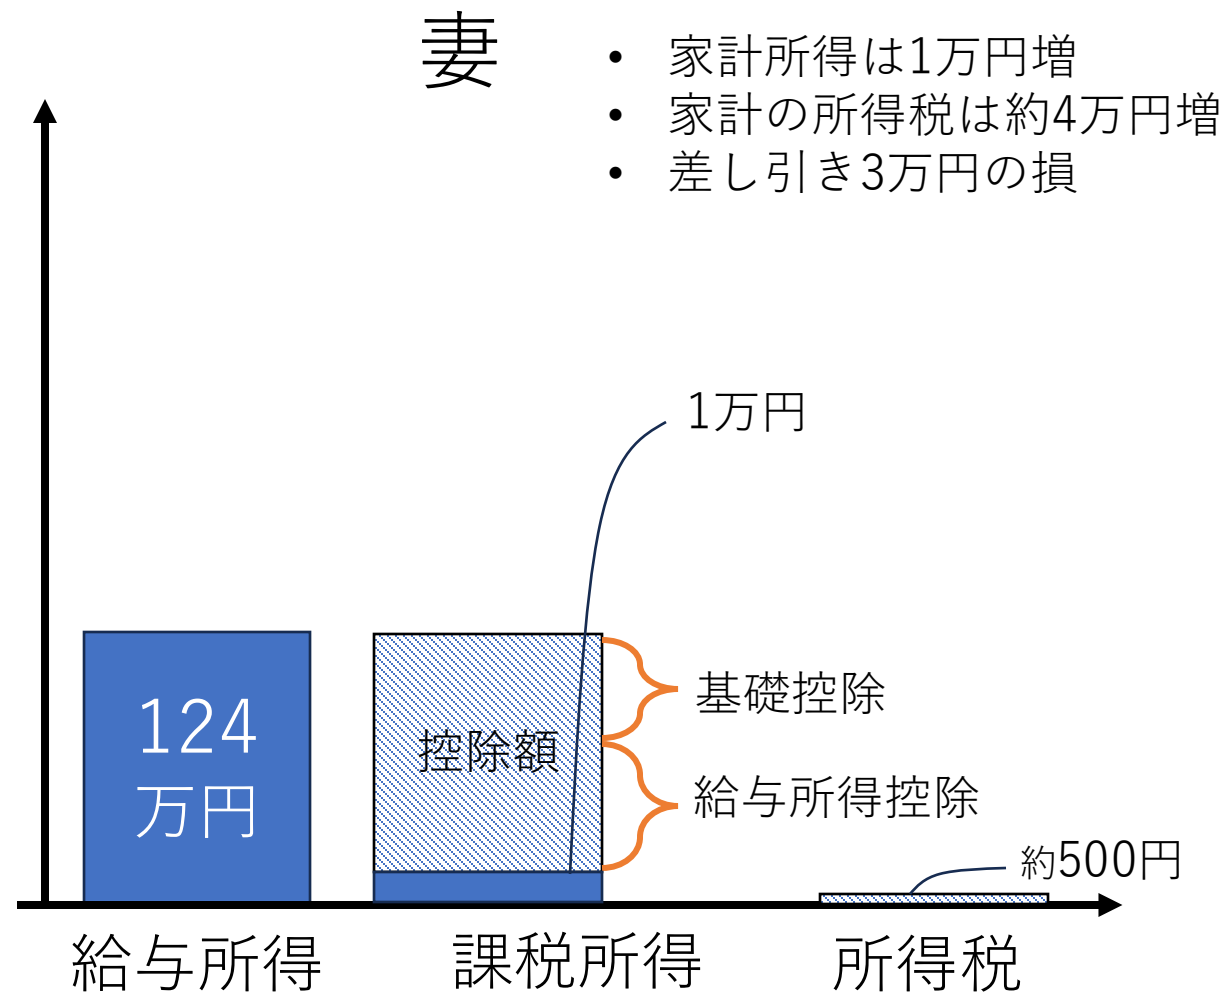 妻
• 家計所得は1万円増
• 家計の所得税は約4万円増
• 差し引き3万円の損
1万円
124
万円
控除額
基礎控除
給与所得控除
約500円
給与所得
課税所得
所得税